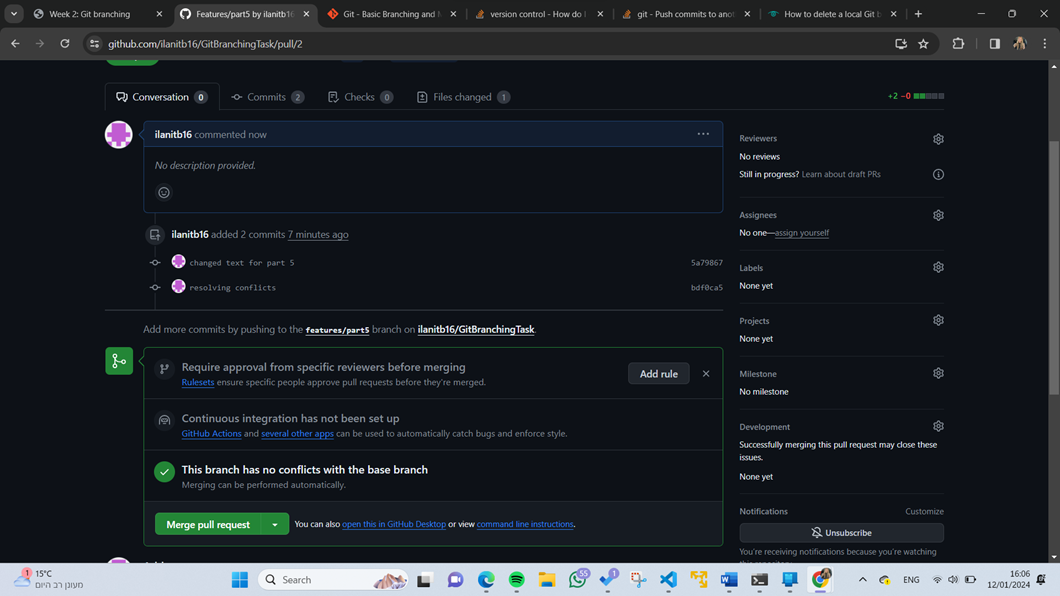 Week 2: Git branching
Features/part5 by ilanitb16
Git - Basic Branching and M
version control - How do I
git - Push commits to anot
How to delete a local Git b
github.com/ilanitb16/GitBranchingTask/pull/2
Conversation 0
Commits 2
Checks 0
Files changed 1
+2 −0
ilanitb16 commented now
No description provided.
ilanitb16 added 2 commits 7 minutes ago
changed text for part 5 5a79867
resolving conflicts bdf0ca5
Add more commits by pushing to the features/part5 branch on ilanitb16/GitBranchingTask.
Require approval from specific reviewers before merging
Rulesets ensure specific people approve pull requests before they're merged.
Add rule
Continuous integration has not been set up
GitHub Actions and several other apps can be used to automatically catch bugs and enforce style.
This branch has no conflicts with the base branch
Merging can be performed automatically.
Merge pull request
You can also open this in GitHub Desktop or view command line instructions.
Reviewers
No reviews
Still in progress? Learn about draft PRs
Assignees
No one—assign yourself
Labels
None yet
Projects
None yet
Milestone
No milestone
Development
Successfully merging this pull request may close these
issues.
None yet
Notifications Customize
Unsubscribe
You're receiving notifications because you're watching
1
15°C
מעונן רב היום
Search
55
1
ENG
16:06
12/01/2024